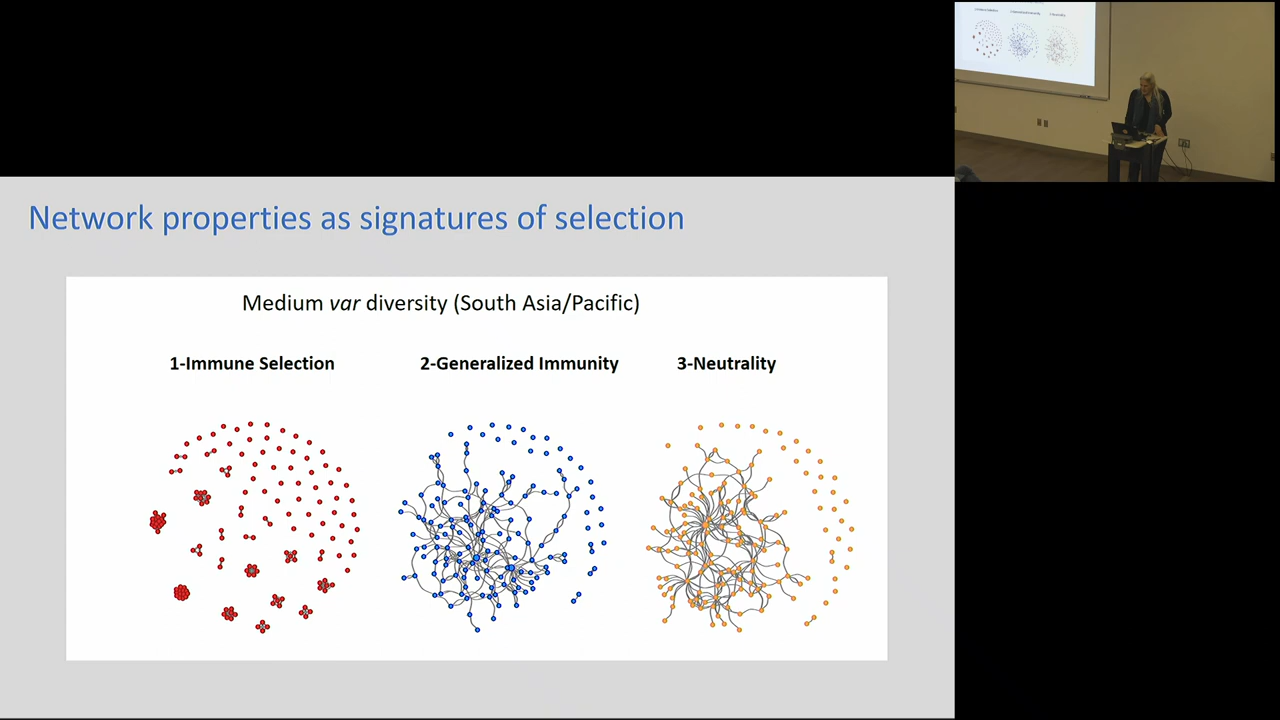 Network properties as signatures of selection
Medium var diversity (South Asia/Pacific)
1-Immune Selection
2-Generalized Immunity
3-Neutrality